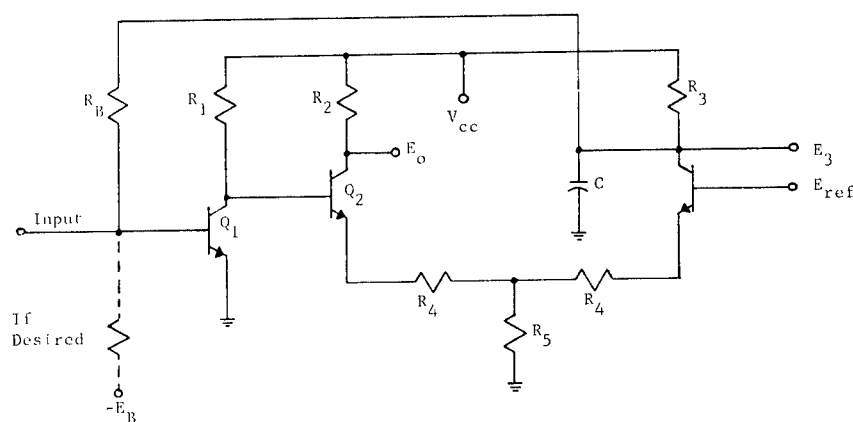 R_B
R_1
R_2
V_cc
R_3
E_o
E_3
C
E_ref
Q_2
Input
Q_1
R_4
R_4
R_5
If
Desired
-E_B